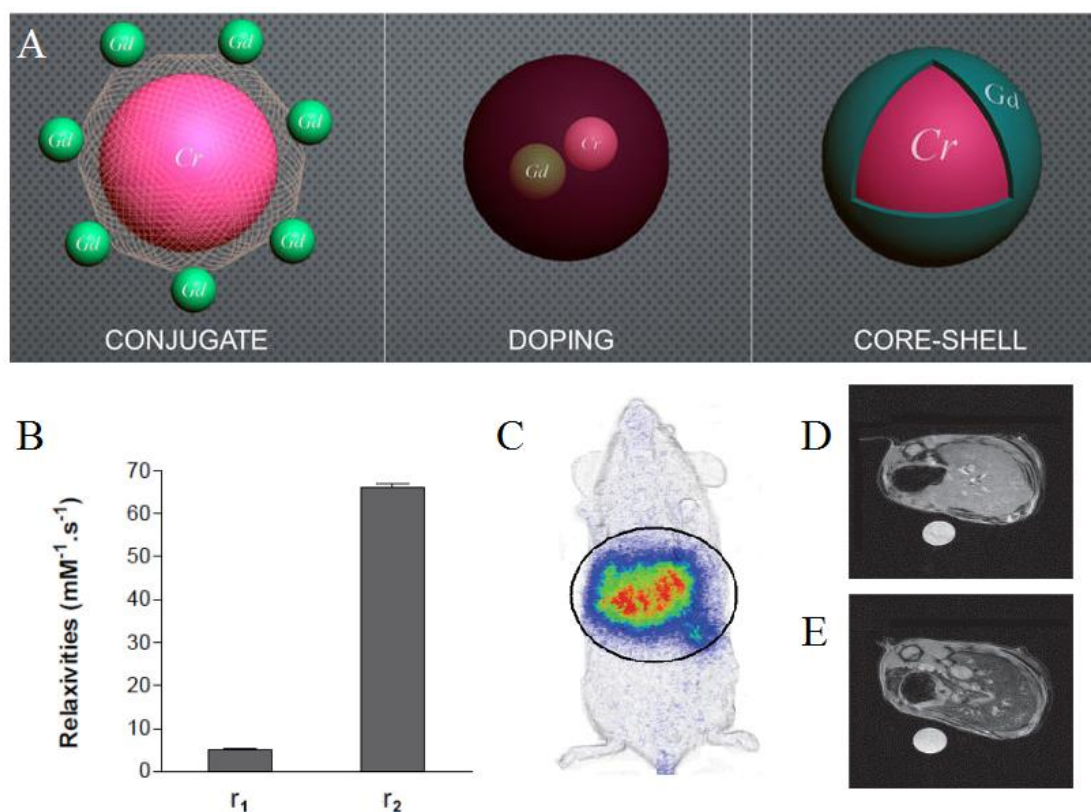 A
Gd
Gd
Gd
Gd
Gd
Gd
Gd
Cr
CONJUGATE
Cr
Gd
DOPING
Gd
Cr
CORE-SHELL
B
Relaxivities (mM⁻¹.s⁻¹)
70
60
50
40
30
20
10
0
r₁
r₂
C
D
E